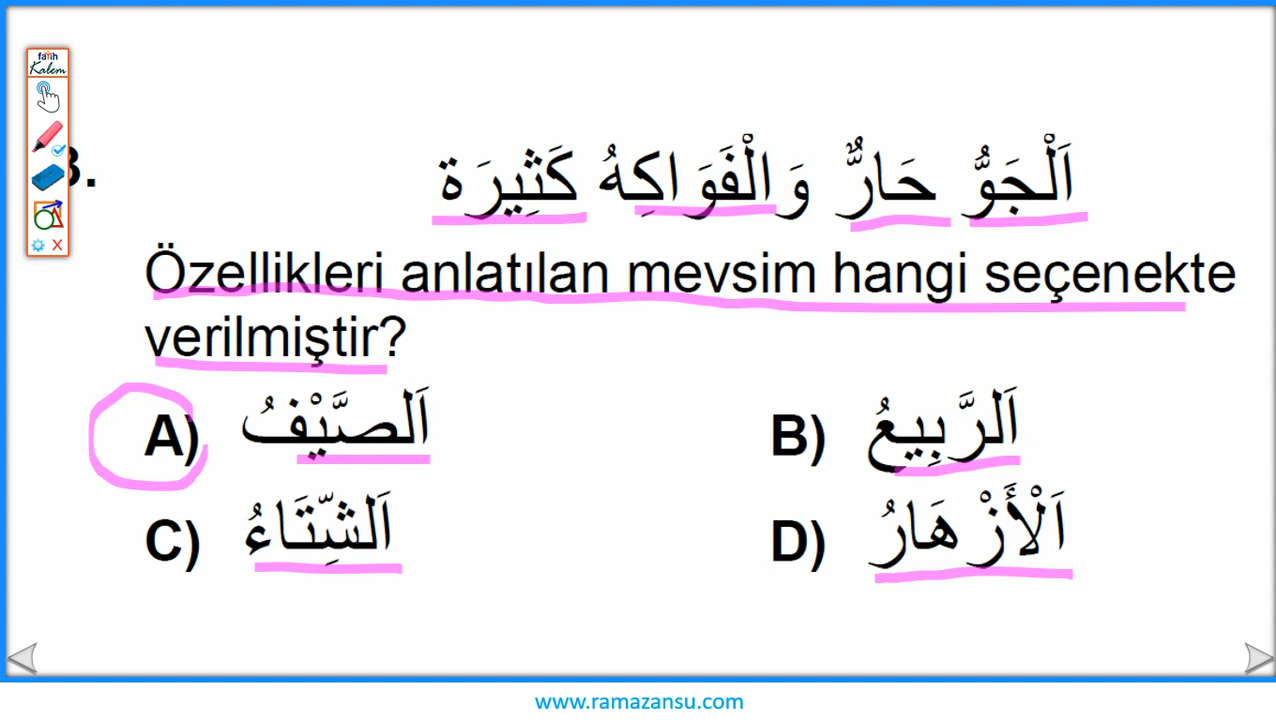 fatih
Kalem
3.
اَلْجَوُّ حَارٌّ وَالْفَوَاكِهُ كَثِيرَة
Özellikleri anlatılan mevsim hangi seçenekte
verilmiştir?
A) اَلصَّيْفُ B) اَلرَّبِيعُ
C) اَلشِّتَاءُ D) اَلْأَزْهَارُ
www.ramazansu.com